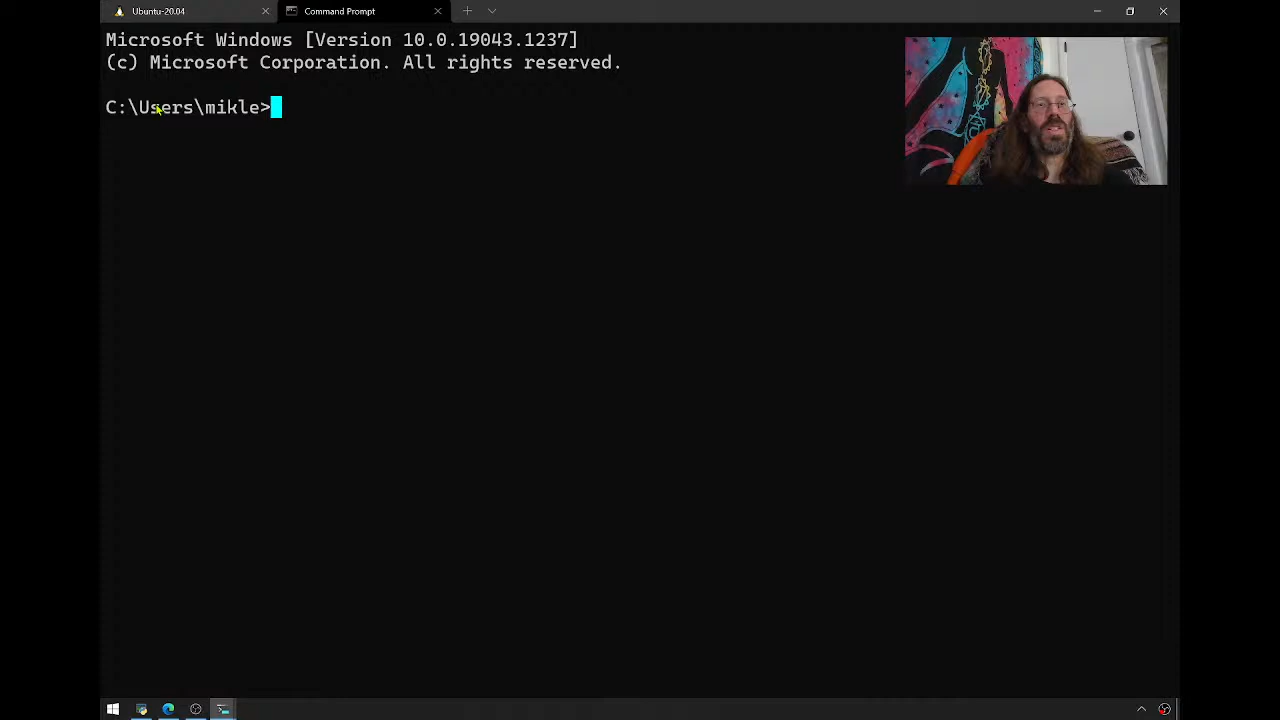 Ubuntu-20.04
Command Prompt
Microsoft Windows [Version 10.0.19043.1237]
(c) Microsoft Corporation. All rights reserved.
C:\Users\mikle>